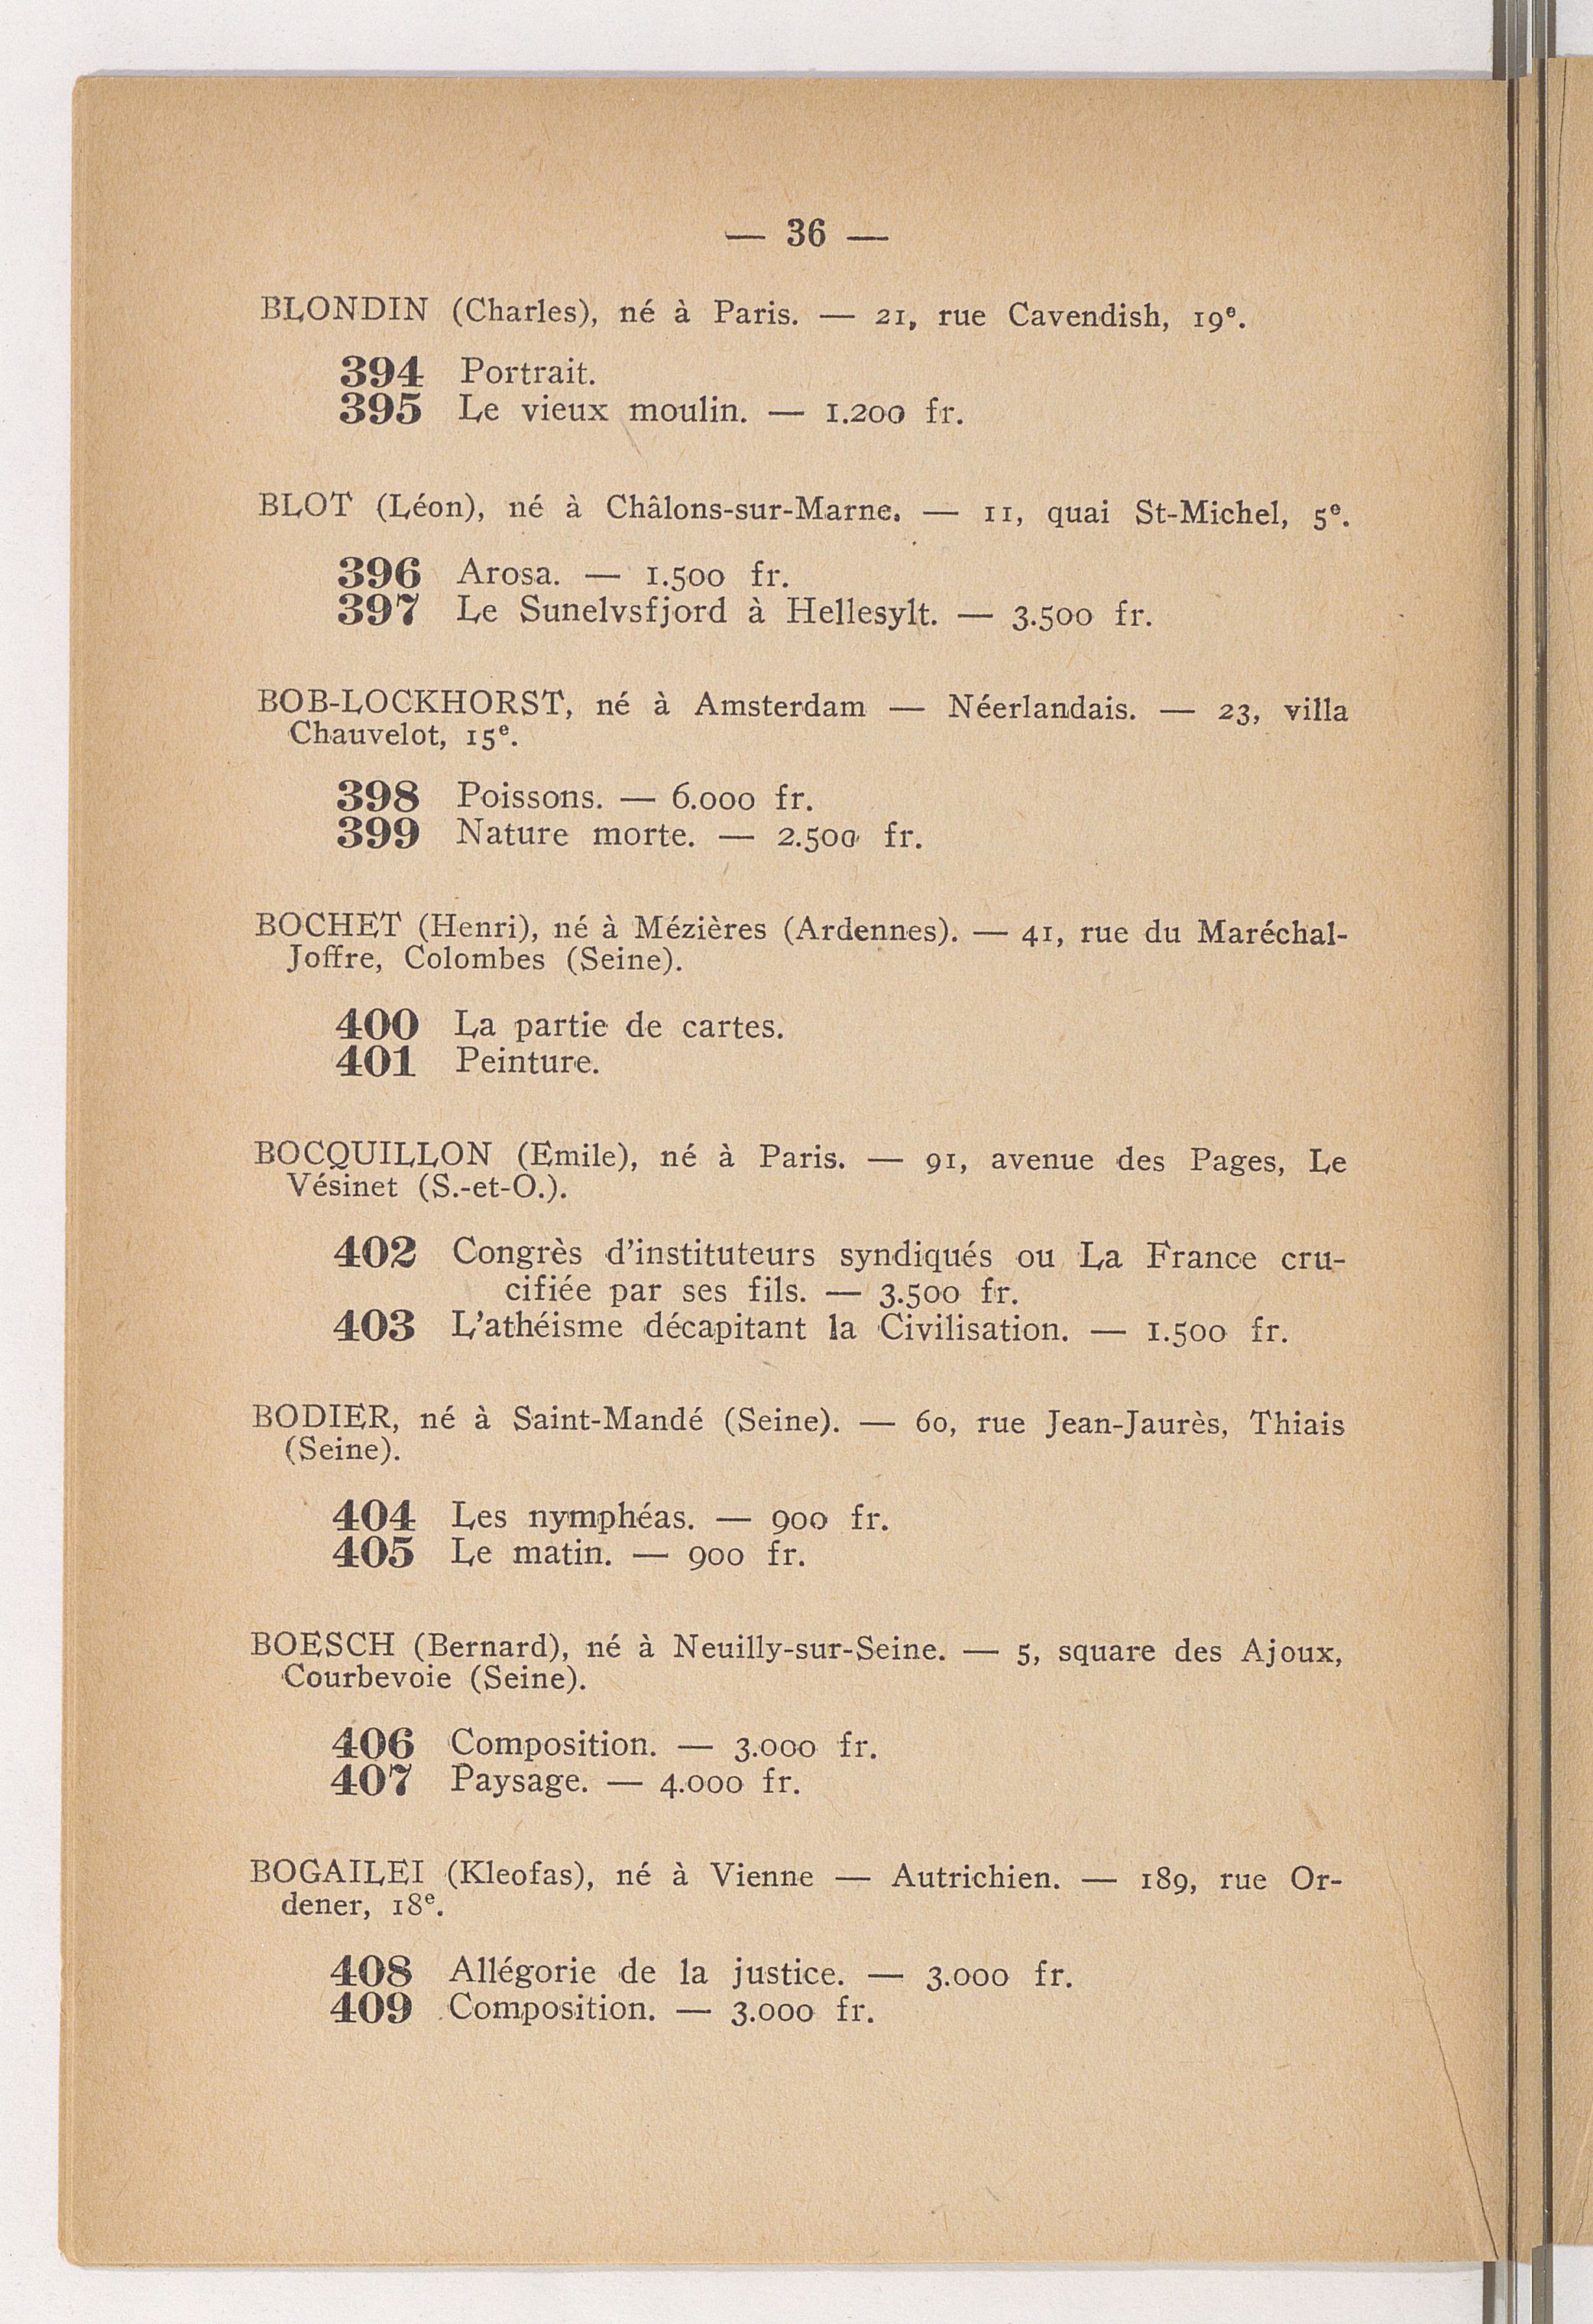 — 36 —
BLONDIN (Charles), né à Paris. — 21, rue Cavendish, 19e.
394 Portrait.
395 Le vieux moulin. — 1.200 fr.
BLOT (Léon), né à Châlons-sur-Marne. — 11, quai St-Michel, 5e.
396 Arosa. — 1.500 fr.
397 Le Sunelvsfjord à Hellesylt. — 3.500 fr.
BOB-LOCKHORST, né à Amsterdam — Néerlandais. — 23, villa
Chauvelot, 15e.
398 Poissons. — 6.000 fr.
399 Nature morte. — 2.500 fr.
BOCHET (Henri), né à Mézières (Ardennes). — 41, rue du Maréchal-
Joffre, Colombes (Seine).
400 La partie de cartes.
401 Peinture.
BOCQUILLON (Emile), né à Paris. — 91, avenue des Pages, Le
Vésinet (S.-et-O.).
402 Congrès d'instituteurs syndiqués ou La France cru-
cifiée par ses fils. — 3.500 fr.
403 L'athéisme décapitant la Civilisation. — 1.500 fr.
BODIER, né à Saint-Mandé (Seine). — 60, rue Jean-Jaurès, Thiais
(Seine).
404 Les nymphéas. — 900 fr.
405 Le matin. — 900 fr.
BOESCH (Bernard), né à Neuilly-sur-Seine. — 5, square des Ajoux,
Courbevoie (Seine).
406 Composition. — 3.000 fr.
407 Paysage. — 4.000 fr.
BOGAILEI (Kleofas), né à Vienne — Autrichien. — 189, rue Or-
dener, 18e.
408 Allégorie de la justice. — 3.000 fr.
409 Composition. — 3.000 fr.